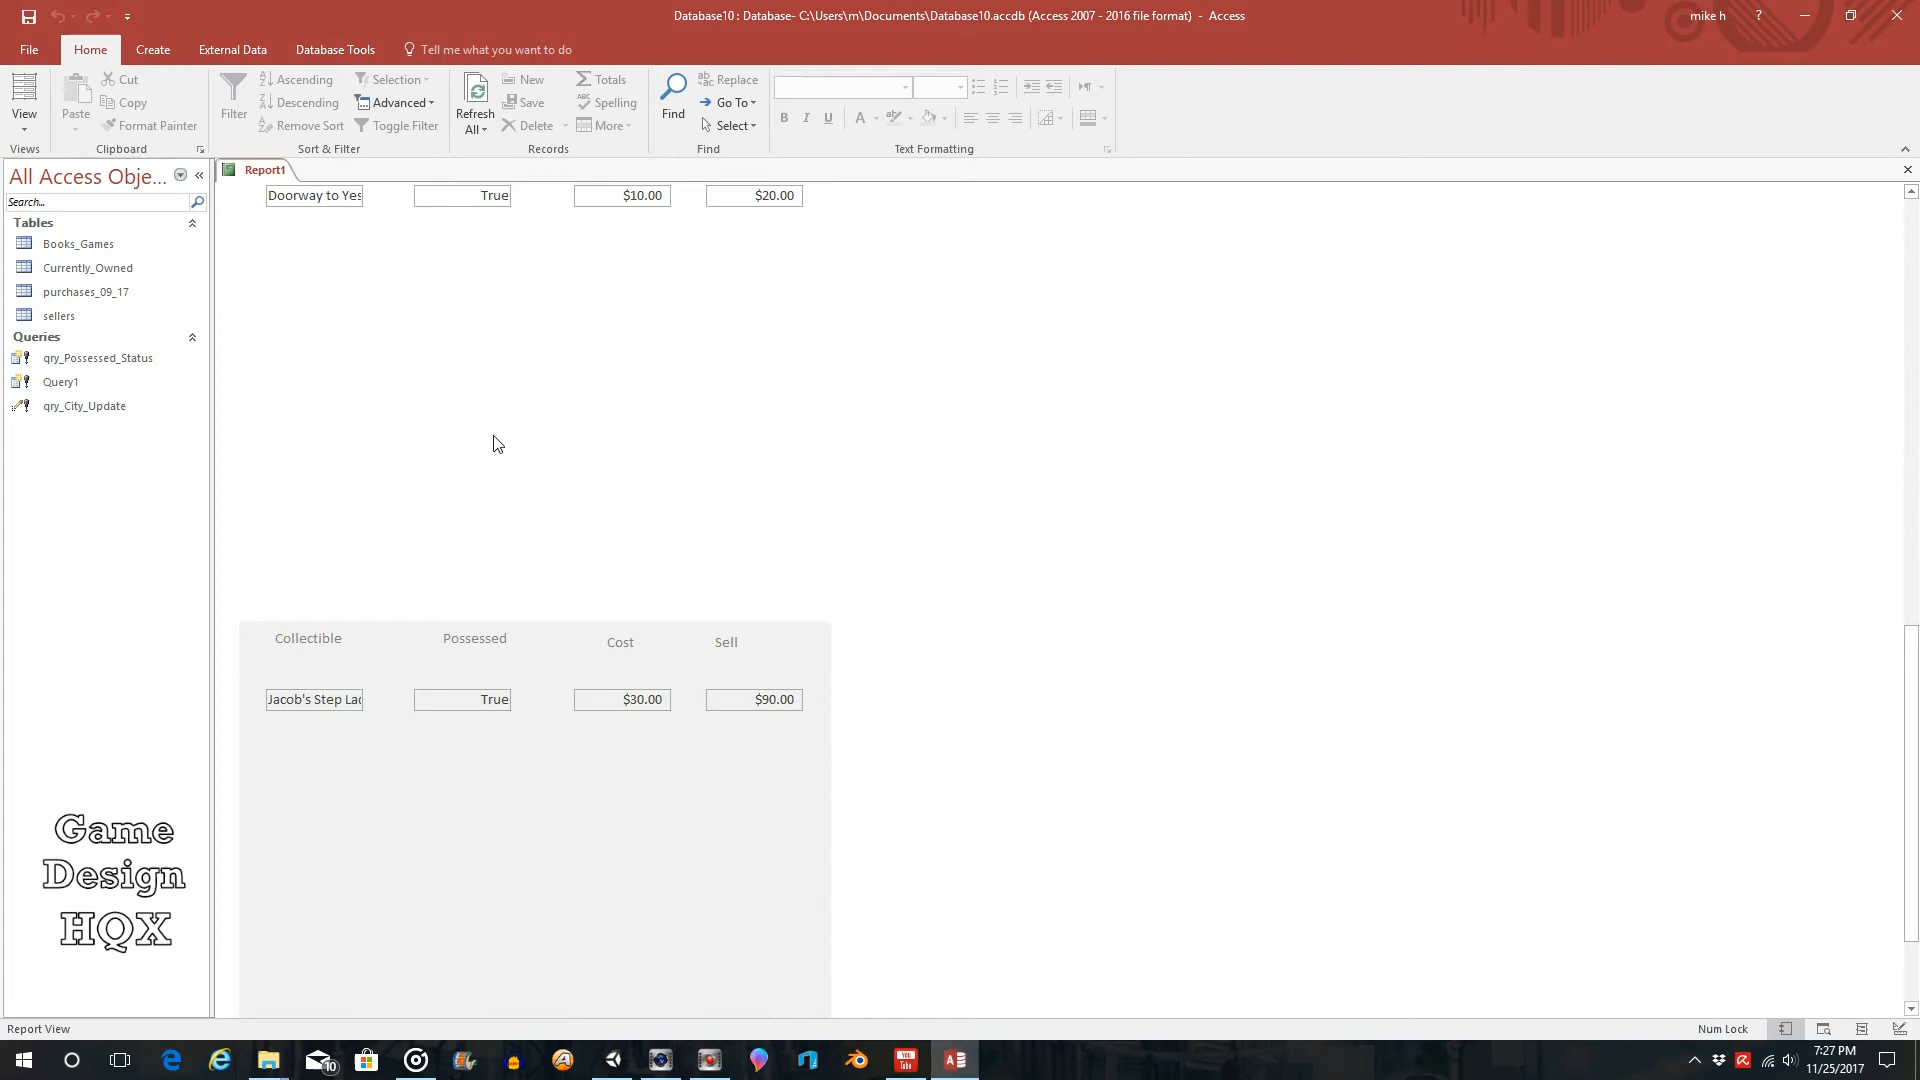 Database10 : Database- C:\Users\m\Documents\Database10.accdb (Access 2007 - 2016 file format) - Access
mike h
?
File
Home
Create
External Data
Database Tools
Tell me what you want to do
View
Views
Paste
Cut
Copy
Format Painter
Clipboard
Filter
Ascending
Descending
Remove Sort
Selection
Advanced
Toggle Filter
Sort & Filter
Refresh
All
New
Save
Delete
Totals
Spelling
More
Records
Find
Replace
Go To
Select
Find
B I U A
Text Formatting
All Access Obje...
Search...
Tables
Books_Games
Currently_Owned
purchases_09_17
sellers
Queries
qry_Possessed_Status
Query1
qry_City_Update
Report1
Doorway to Yes True $10.00 $20.00
Collectible Possessed Cost Sell
Jacob's Step Lad True $30.00 $90.00
Game
Design
HQX
Report View
Num Lock
10
You
Tube
7:27 PM
11/25/2017